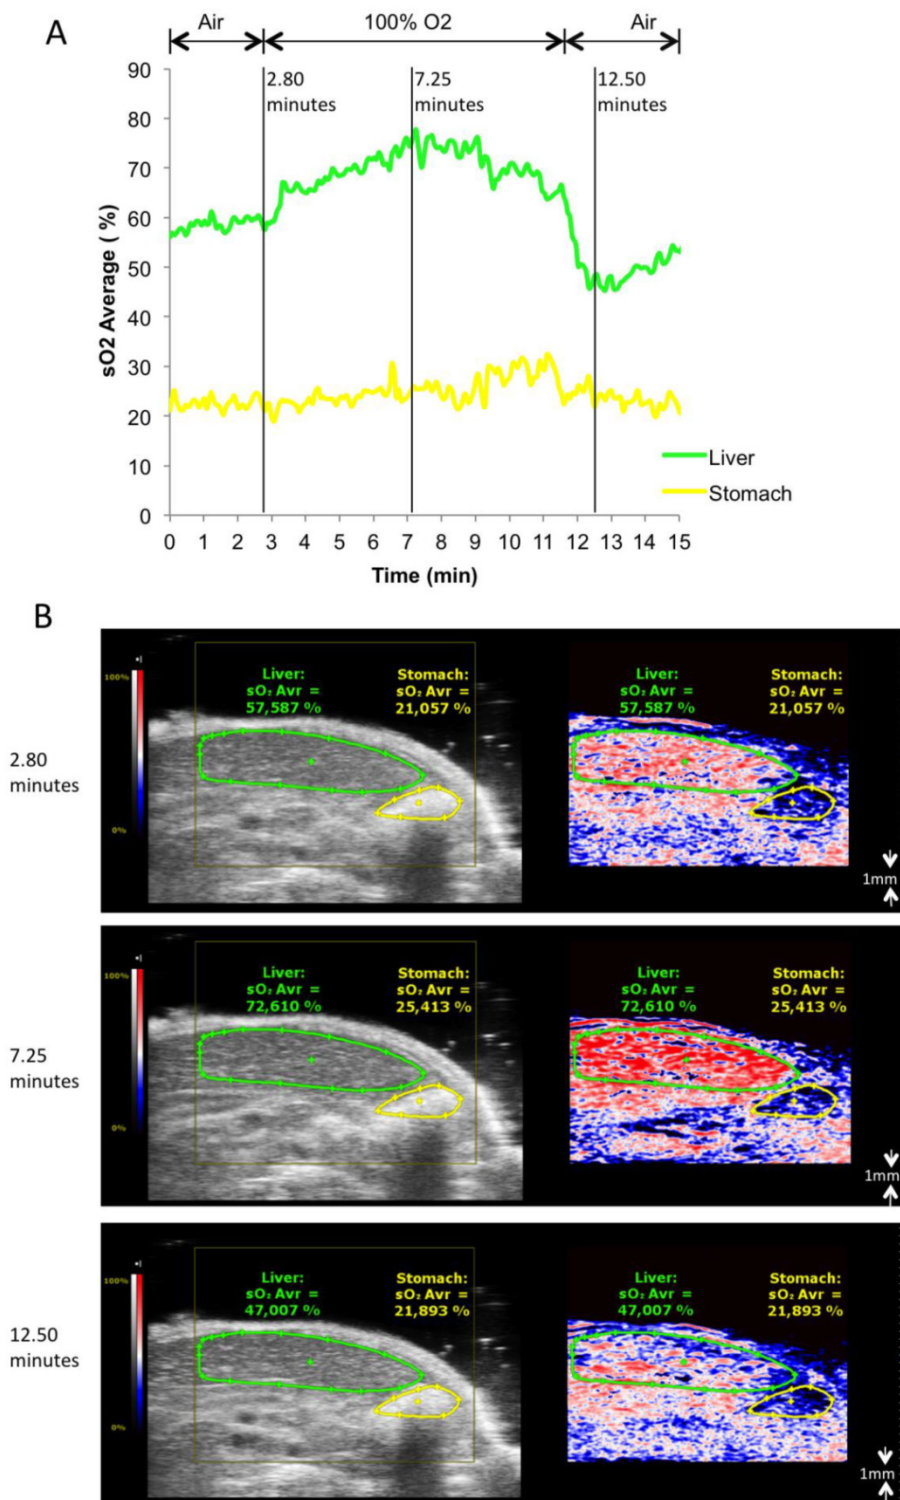 A
Air
100% O2
Air
2.80
minutes
7.25
minutes
12.50
minutes
90
80
70
60
50
40
30
20
10
0
sO2 Average ( %)
0 1 2 3 4 5 6 7 8 9 10 11 12 13 14 15
Time (min)
Liver
Stomach
B
2.80
minutes
100%
0%
Liver:
sO₂ Avr =
57,587 %
Stomach:
sO₂ Avr =
21,057 %
Liver:
sO₂ Avr =
57,587 %
Stomach:
sO₂ Avr =
21,057 %
1mm
7.25
minutes
100%
0%
Liver:
sO₂ Avr =
72,610 %
Stomach:
sO₂ Avr =
25,413 %
Liver:
sO₂ Avr =
72,610 %
Stomach:
sO₂ Avr =
25,413 %
1mm
12.50
minutes
100%
0%
Liver:
sO₂ Avr =
47,007 %
Stomach:
sO₂ Avr =
21,893 %
Liver:
sO₂ Avr =
47,007 %
Stomach:
sO₂ Avr =
21,893 %
1mm